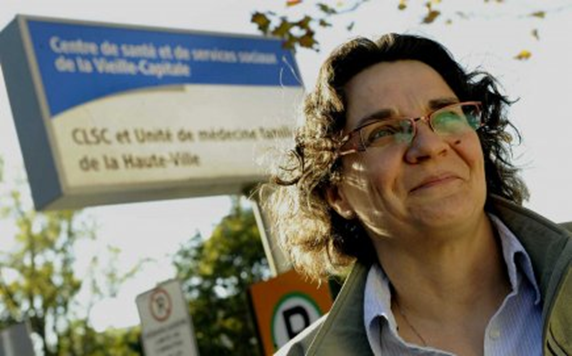 Centre de santé et de services sociaux
de la Vieille-Capitale
CLSC et Unité de médecine famili
de la Haute-Ville
P